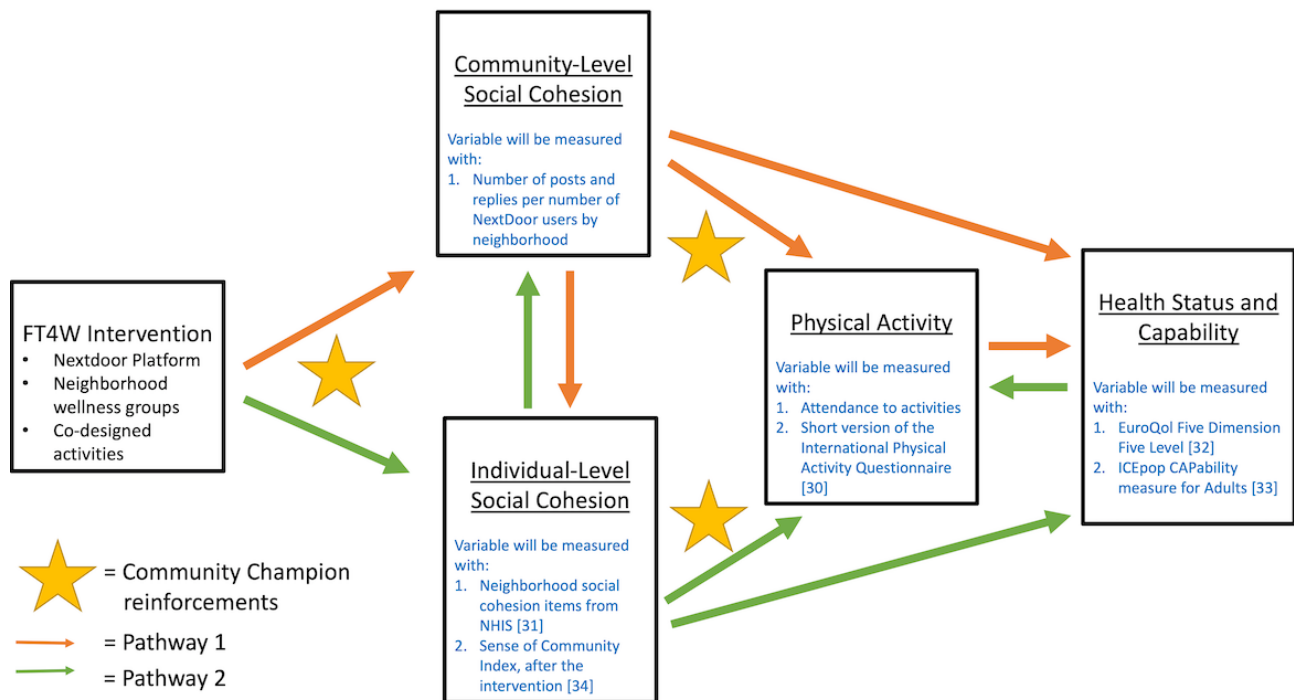 Community-Level
Social Cohesion
Variable will be measured
with:
1. Number of posts and
replies per number of
NextDoor users by
neighborhood
FT4W Intervention
• Nextdoor Platform
• Neighborhood
wellness groups
• Co-designed
activities
Physical Activity
Variable will be measured
with:
1. Attendance to activities
2. Short version of the
International Physical
Activity Questionnaire
[30]
Health Status and
Capability
Variable will be measured
with:
1. EuroQol Five Dimension
Five Level [32]
2. ICEpop CAPability
measure for Adults [33]
Individual-Level
Social Cohesion
Variable will be measured
with:
1. Neighborhood social
cohesion items from
NHIS [31]
2. Sense of Community
Index, after the
intervention [34]
= Community Champion
reinforcements
= Pathway 1
= Pathway 2